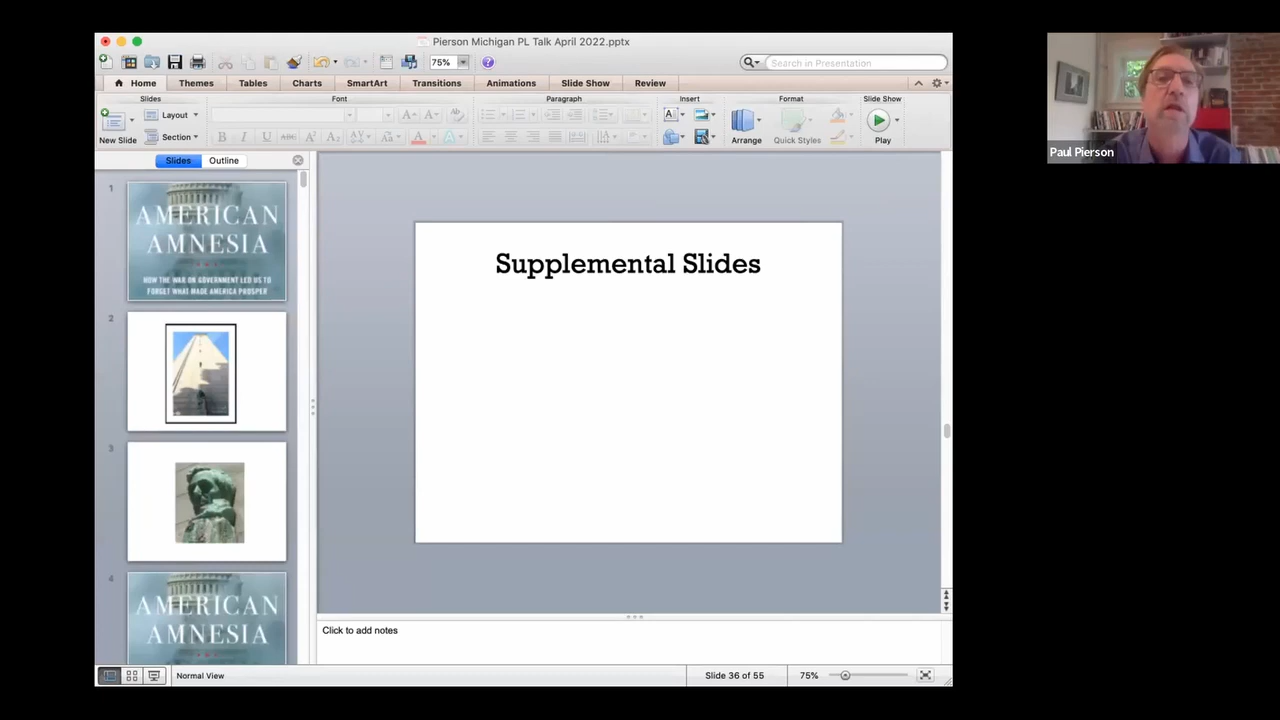 Pierson Michigan PL Talk April 2022.pptx
75%
Search in Presentation
Home Themes Tables Charts SmartArt Transitions Animations Slide Show Review
Slides Font Paragraph Insert Format Slide Show
New Slide
Layout
Section
Arrange
Quick Styles
Play
Slides Outline
1
AMERICAN
AMNESIA
HOW THE WAR ON GOVERNMENT LED US TO
FORGET WHAT MADE AMERICA PROSPER
2
3
4
AMERICAN
AMNESIA
Supplemental Slides
Click to add notes
Normal View
Slide 36 of 55
75%
Paul Pierson